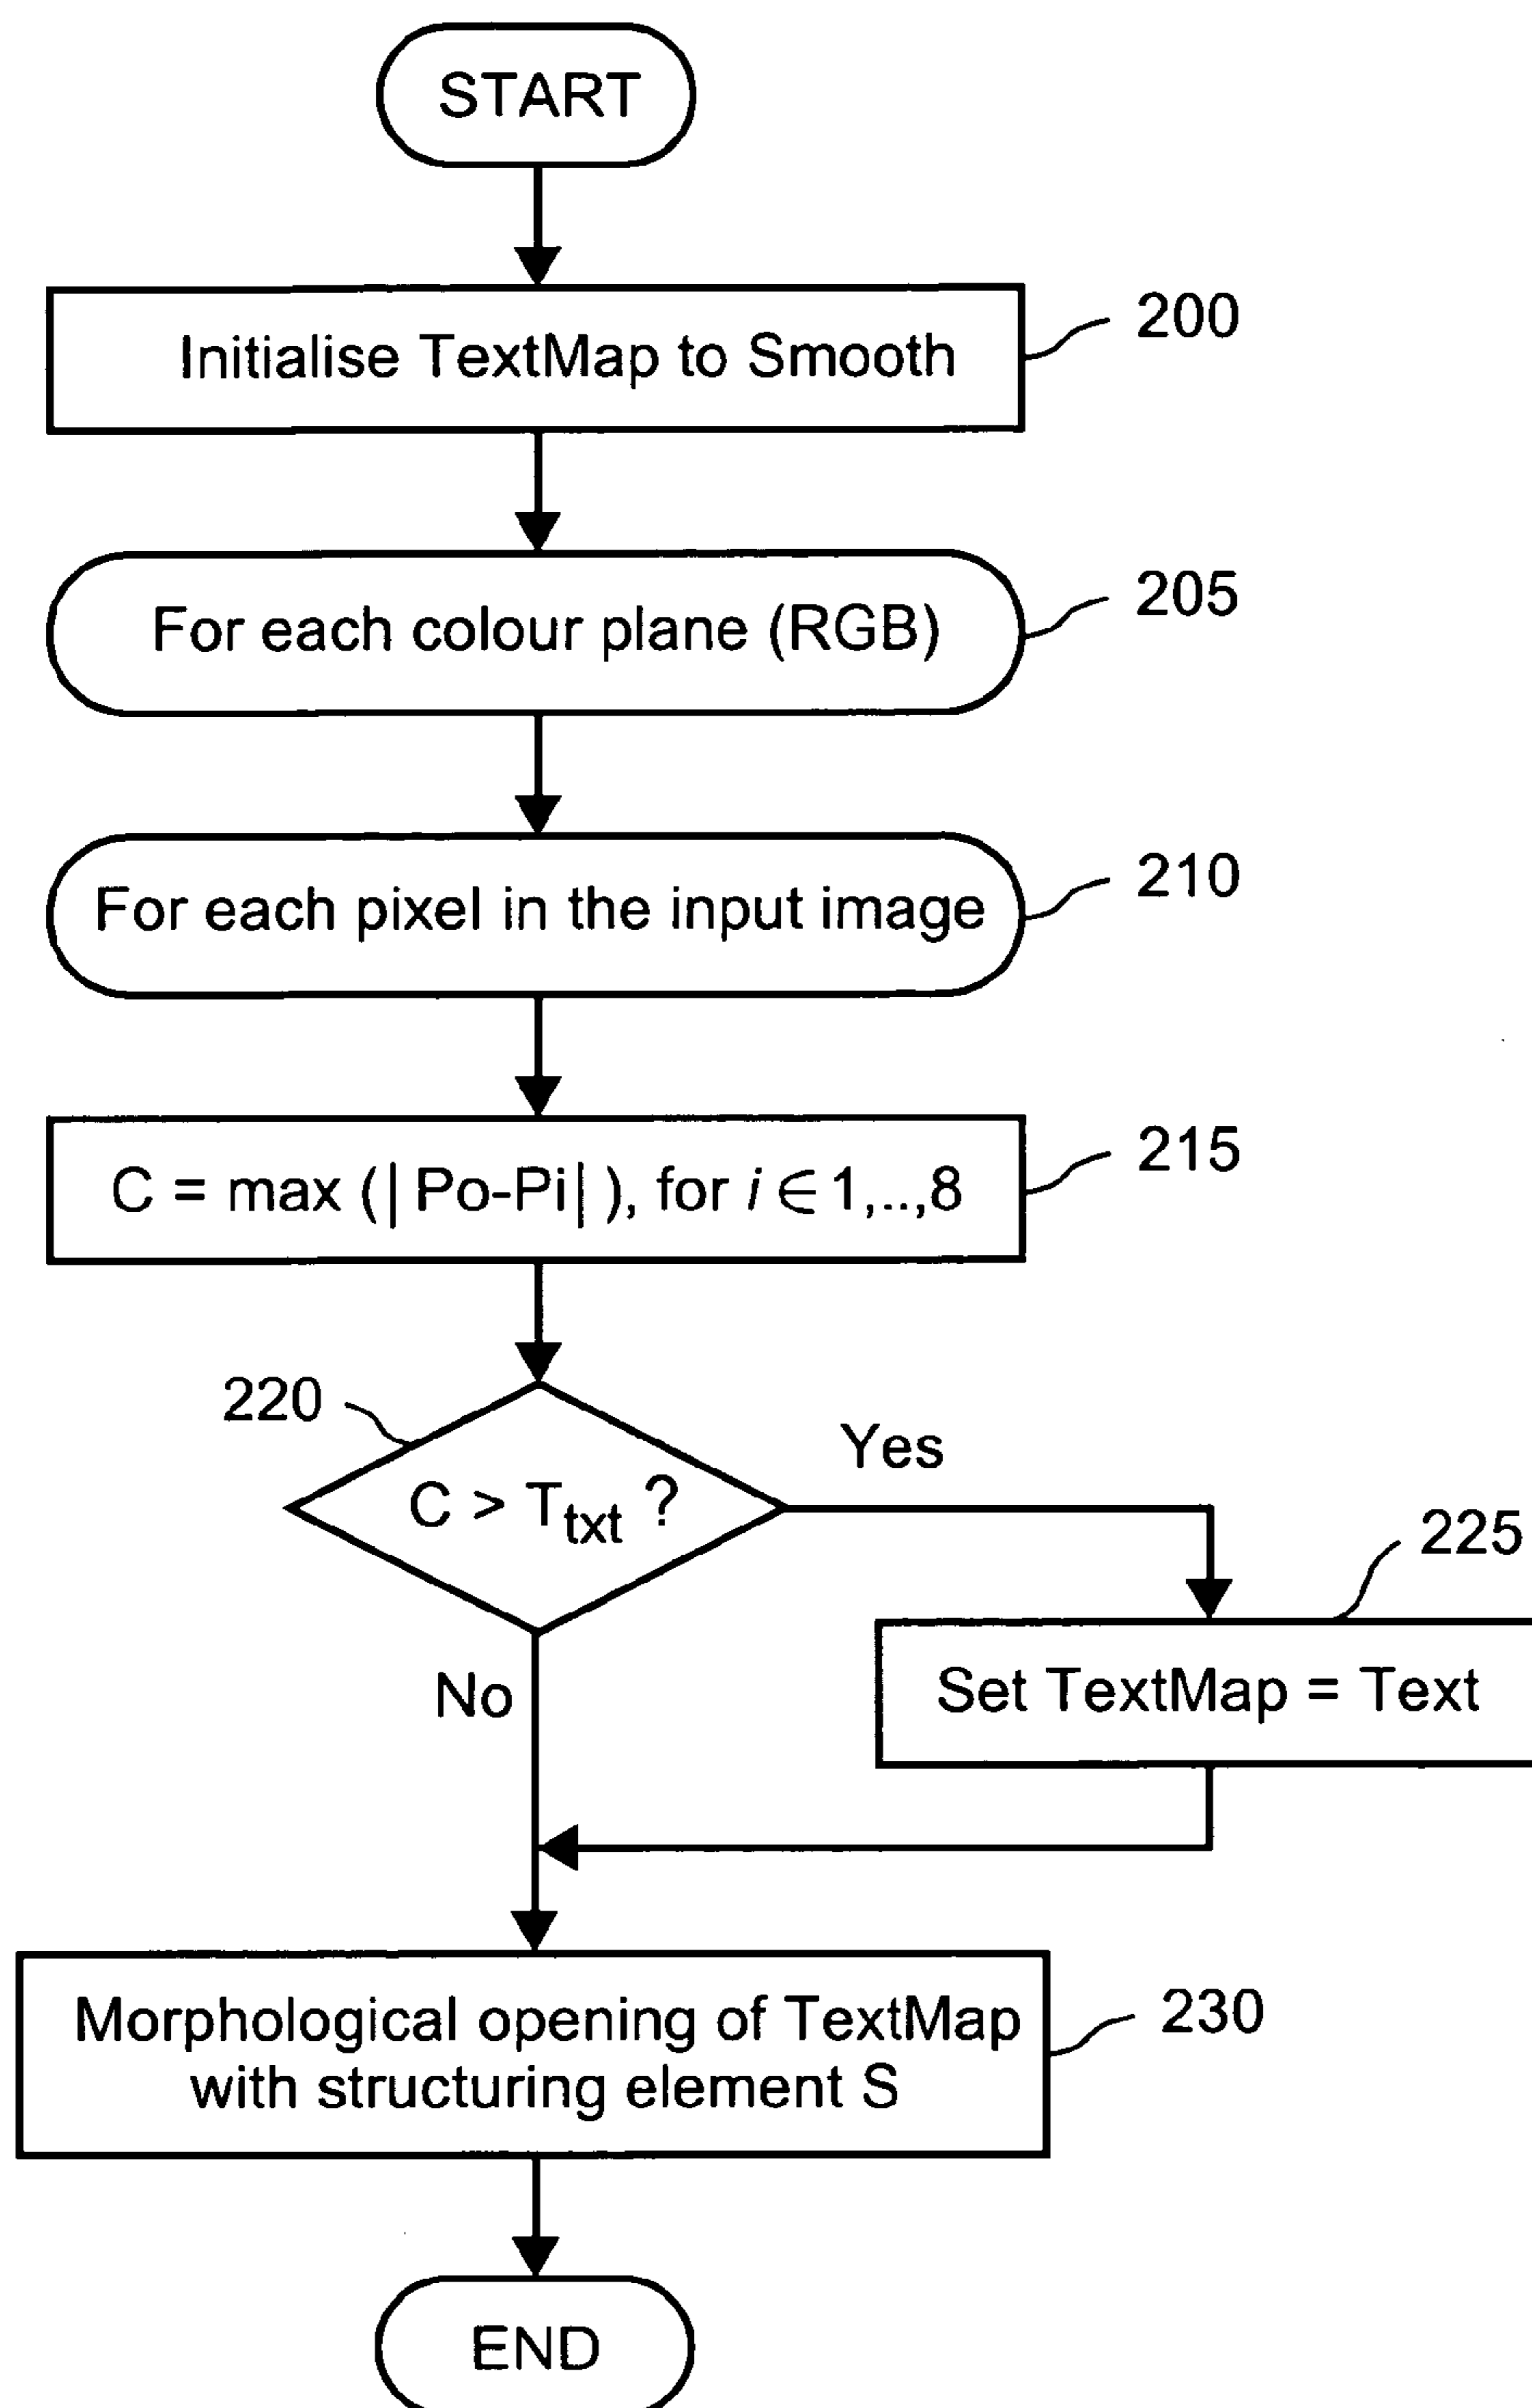 START
Initialise TextMap to Smooth
200
For each colour plane (RGB)
205
For each pixel in the input image
210
C = max (| Po-Pi| ), for i ∈ 1,..,8
215
220
C > Ttxt ?
Yes
225
Set TextMap = Text
No
Morphological opening of TextMap
with structuring element S
230
END